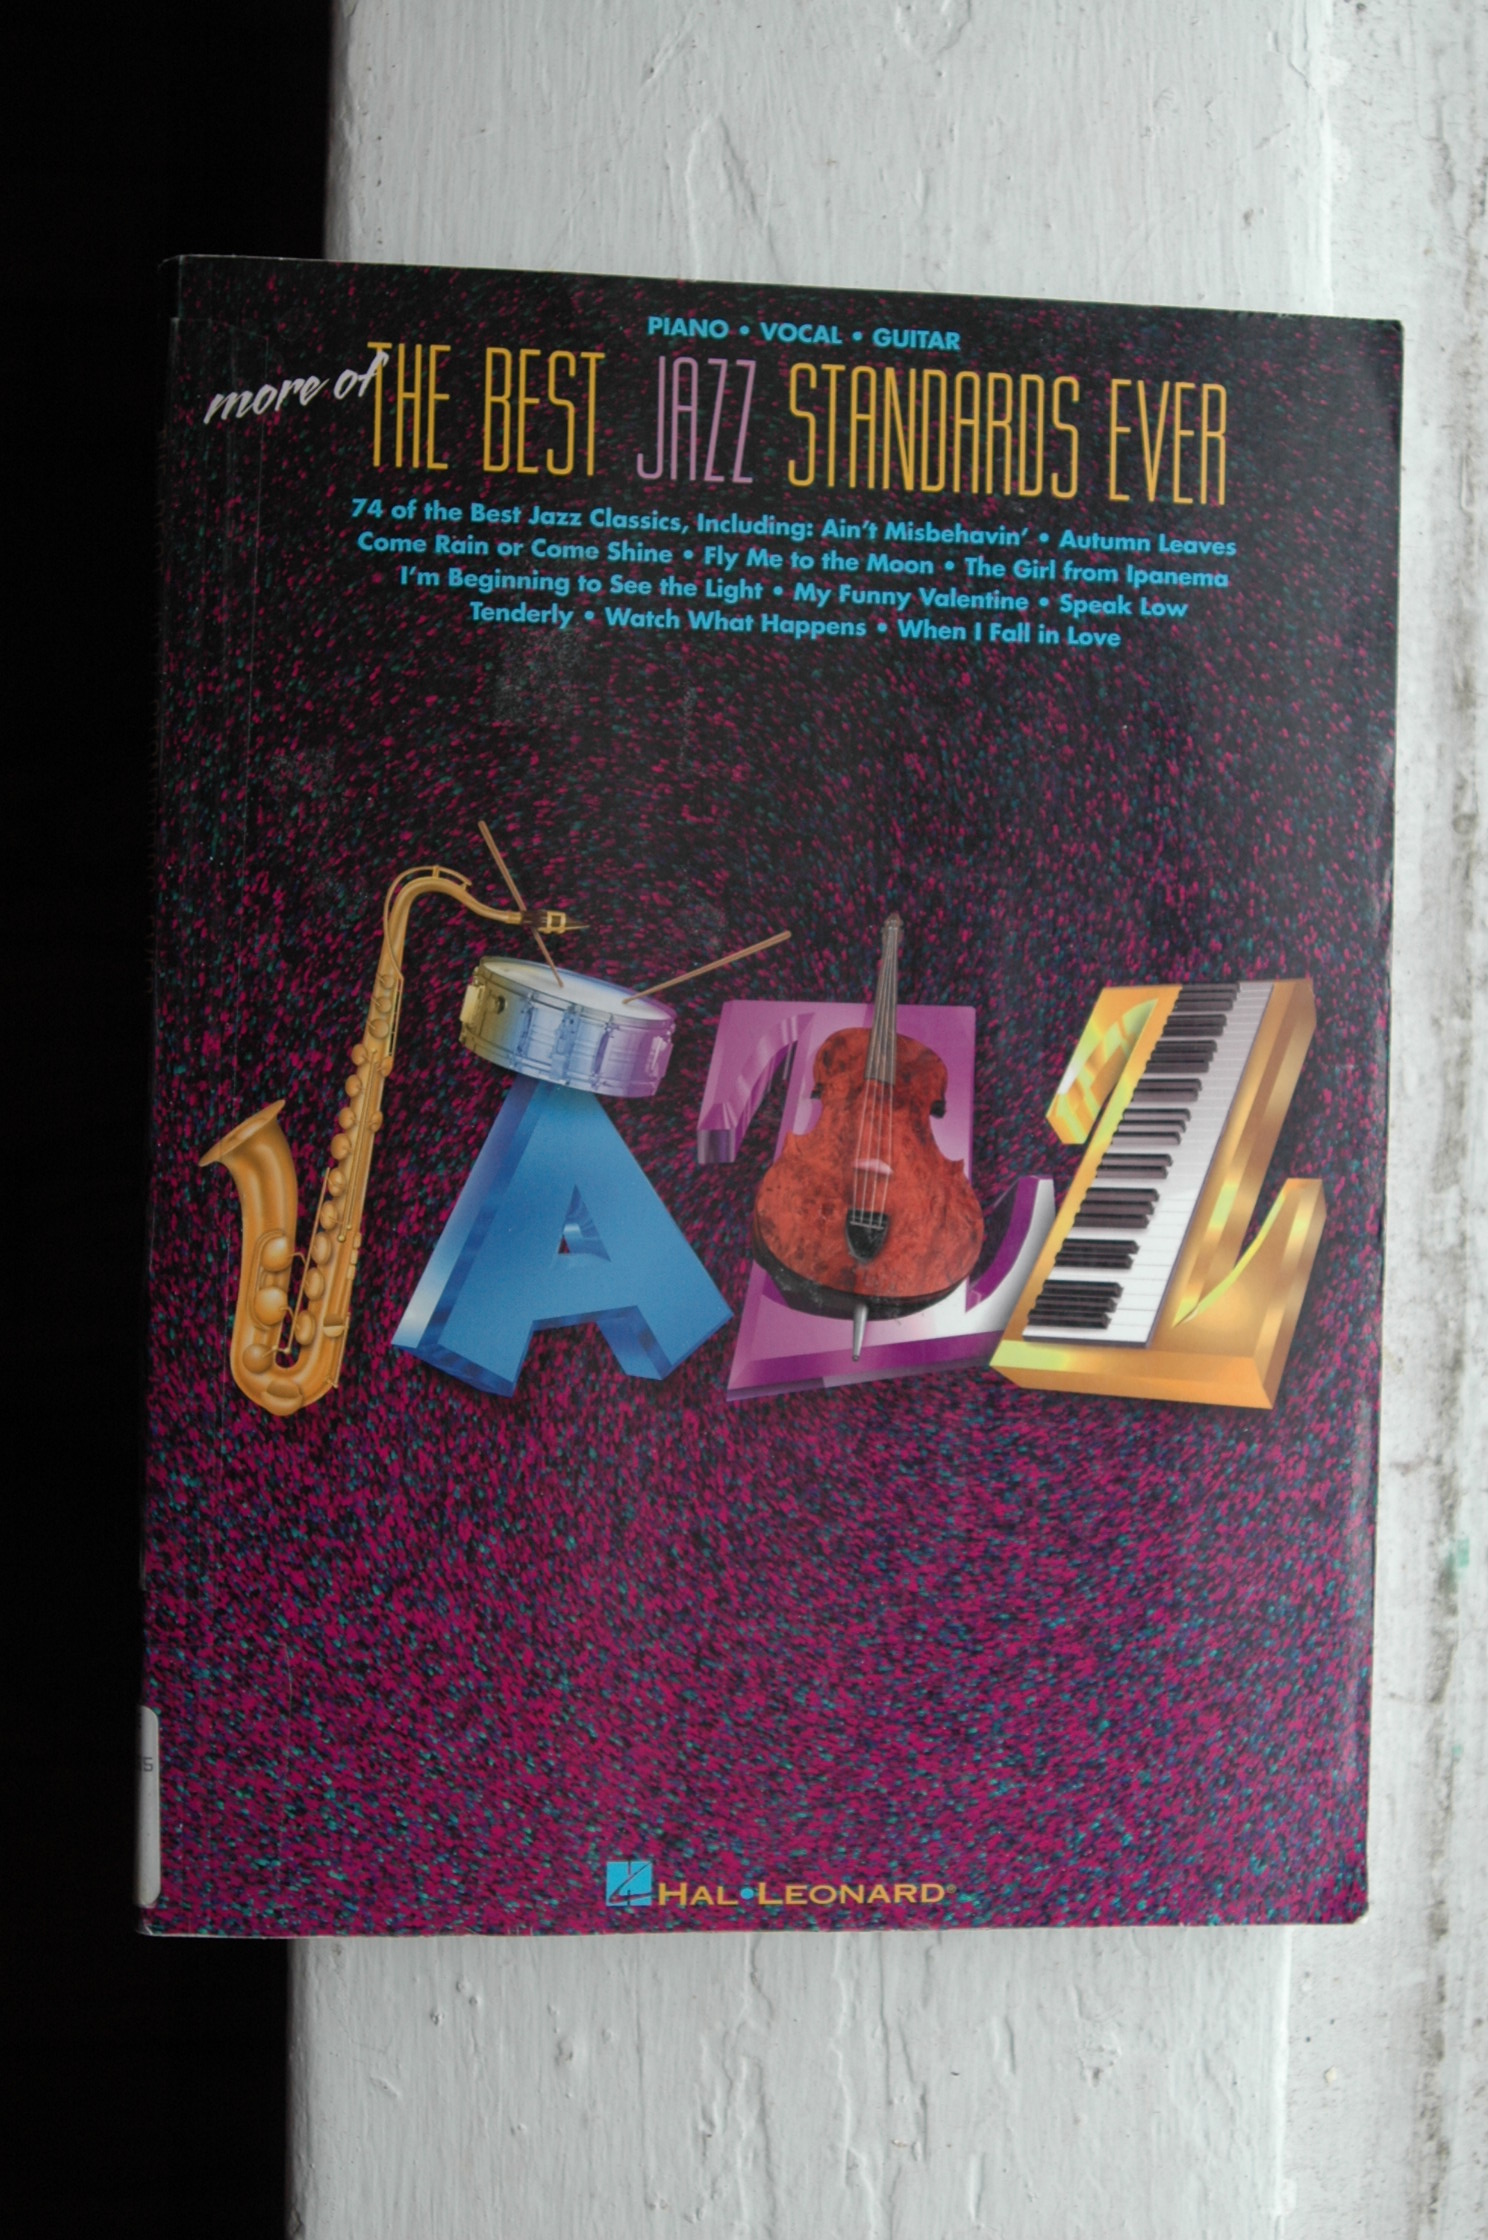 PIANO • VOCAL • GUITAR
more of THE BEST JAZZ STANDARDS EVER
74 of the Best Jazz Classics, Including: Ain't Misbehavin' • Autumn Leaves
Come Rain or Come Shine • Fly Me to the Moon • The Girl from Ipanema
I'm Beginning to See the Light • My Funny Valentine • Speak Low
Tenderly • Watch What Happens • When I Fall in Love
JAZZ
HAL•LEONARD®